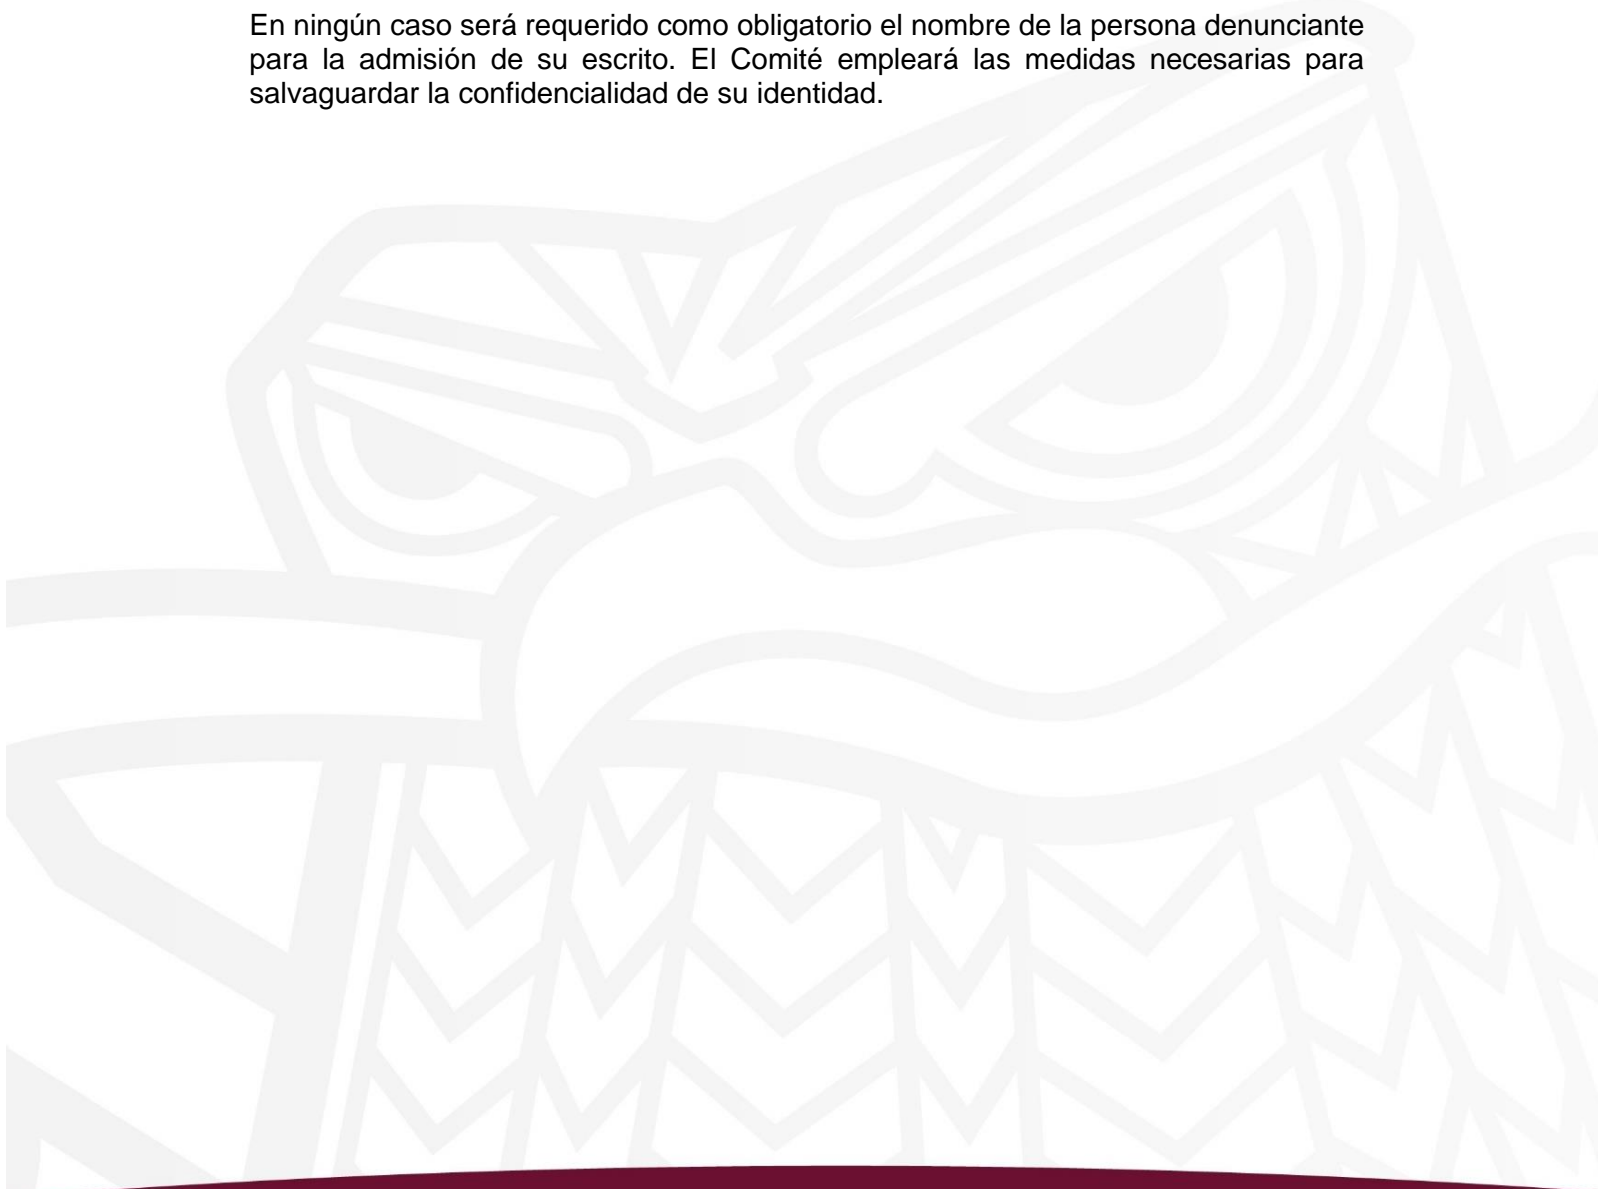 En ningún caso será requerido como obligatorio el nombre de la persona denunciante
para la admisión de su escrito. El Comité empleará las medidas necesarias para
salvaguardar la confidencialidad de su identidad.